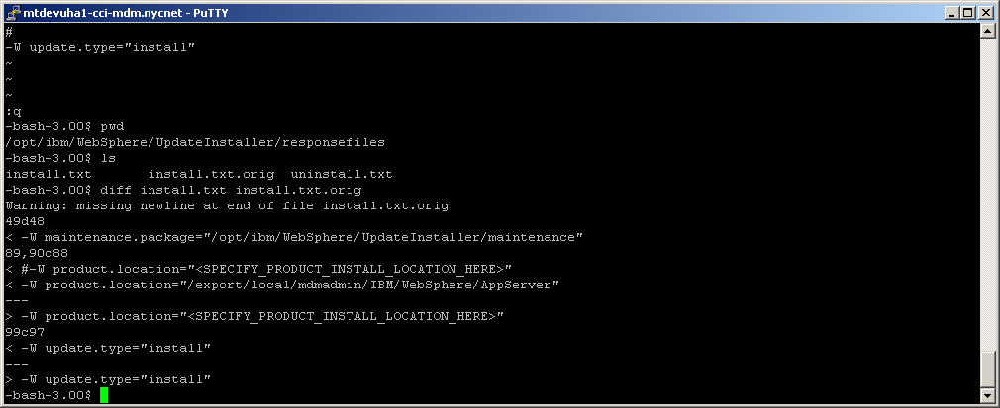 mtdevuha1-cci-mdm.nycnet - PuTTY
#
-W update.type="install"
~
~
~
:q
-bash-3.00$ pwd
/opt/ibm/WebSphere/UpdateInstaller/responsefiles
-bash-3.00$ ls
install.txt       install.txt.orig  uninstall.txt
-bash-3.00$ diff install.txt install.txt.orig
Warning: missing newline at end of file install.txt.orig
49d48
< -W maintenance.package="/opt/ibm/WebSphere/UpdateInstaller/maintenance"
89,90c88
< #-W product.location="<SPECIFY_PRODUCT_INSTALL_LOCATION_HERE>"
< -W product.location="/export/local/mdmadmin/IBM/WebSphere/AppServer"
---
> -W product.location="<SPECIFY_PRODUCT_INSTALL_LOCATION_HERE>"
99c97
< -W update.type="install"
---
> -W update.type="install"
-bash-3.00$